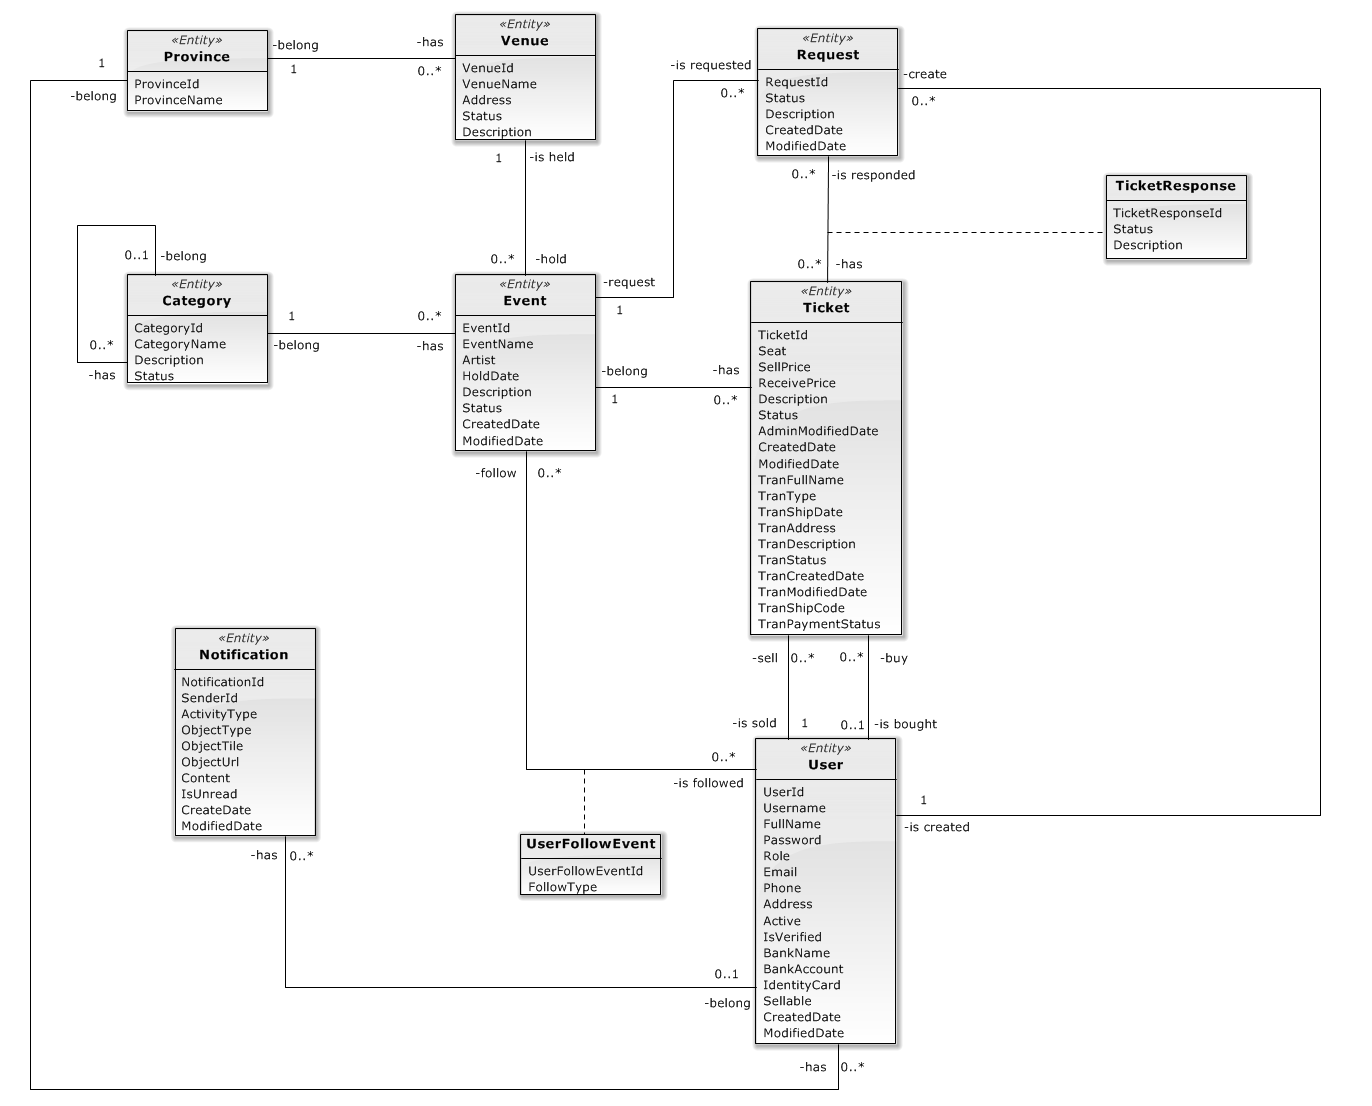 «Entity»
Province
ProvinceId
ProvinceName
1
-belong
-belong
1
-has
0..*
«Entity»
Venue
VenueId
VenueName
Address
Status
Description
1
-is held
«Entity»
Request
RequestId
Status
Description
CreatedDate
ModifiedDate
-is requested
0..*
-create
0..*
0..*
-is responded
TicketResponse
TicketResponseId
Status
Description
0..1
-belong
«Entity»
Category
CategoryId
CategoryName
Description
Status
0..*
-has
1
-belong
0..*
-has
0..*
-hold
«Entity»
Event
EventId
EventName
Artist
HoldDate
Description
Status
CreatedDate
ModifiedDate
-request
1
-belong
1
-has
0..*
0..*
-has
«Entity»
Ticket
TicketId
Seat
SellPrice
ReceivePrice
Description
Status
AdminModifiedDate
CreatedDate
ModifiedDate
TranFullName
TranType
TranShipDate
TranAddress
TranDescription
TranStatus
TranCreatedDate
TranModifiedDate
TranShipCode
TranPaymentStatus
-follow
0..*
-sell
0..*
0..*
-buy
-is sold
1
0..1
-is bought
«Entity»
Notification
NotificationId
SenderId
ActivityType
ObjectType
ObjectTile
ObjectUrl
Content
IsUnread
CreateDate
ModifiedDate
-has
0..*
0..*
-is followed
UserFollowEvent
UserFollowEventId
FollowType
«Entity»
User
UserId
Username
FullName
Password
Role
Email
Phone
Address
Active
IsVerified
BankName
BankAccount
IdentityCard
Sellable
CreatedDate
ModifiedDate
1
-is created
0..1
-belong
-has
0..*